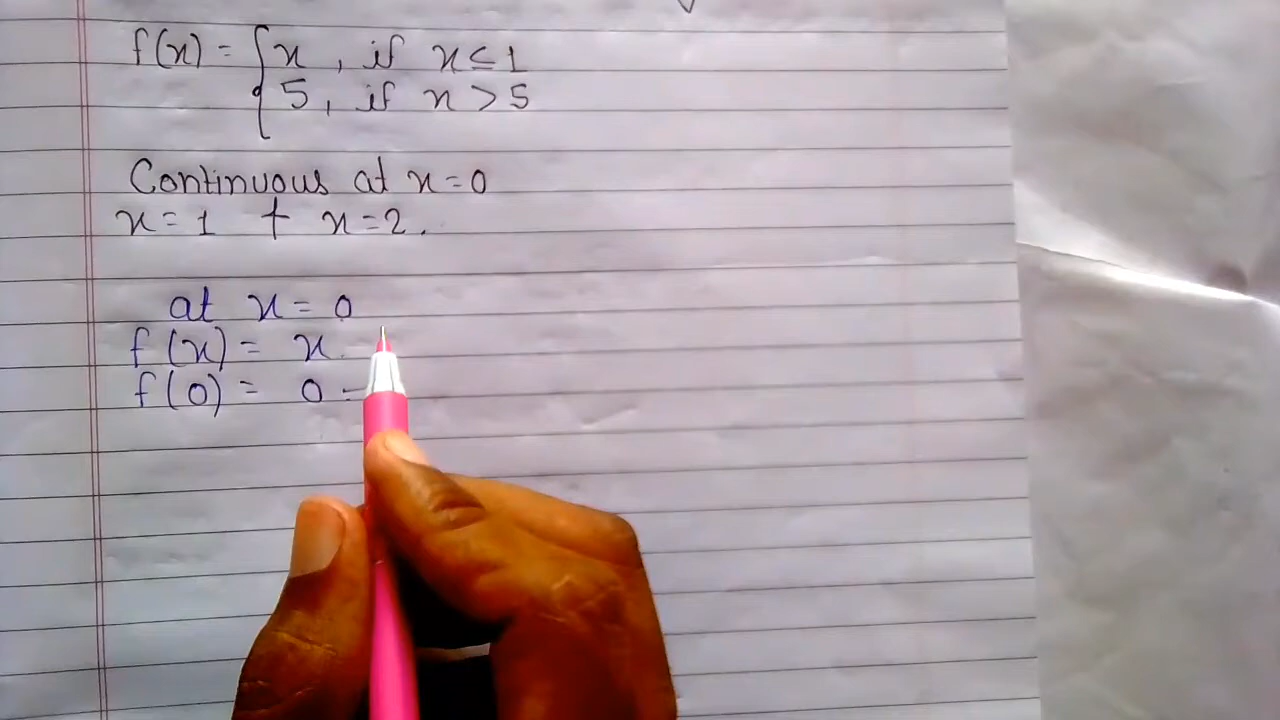 f(x) = { x , if x ≤ 1
5 , if x > 5
Continuous at x = 0
x = 1 + x = 2 .
at x = 0
f(x) = x
f(0) = 0 -